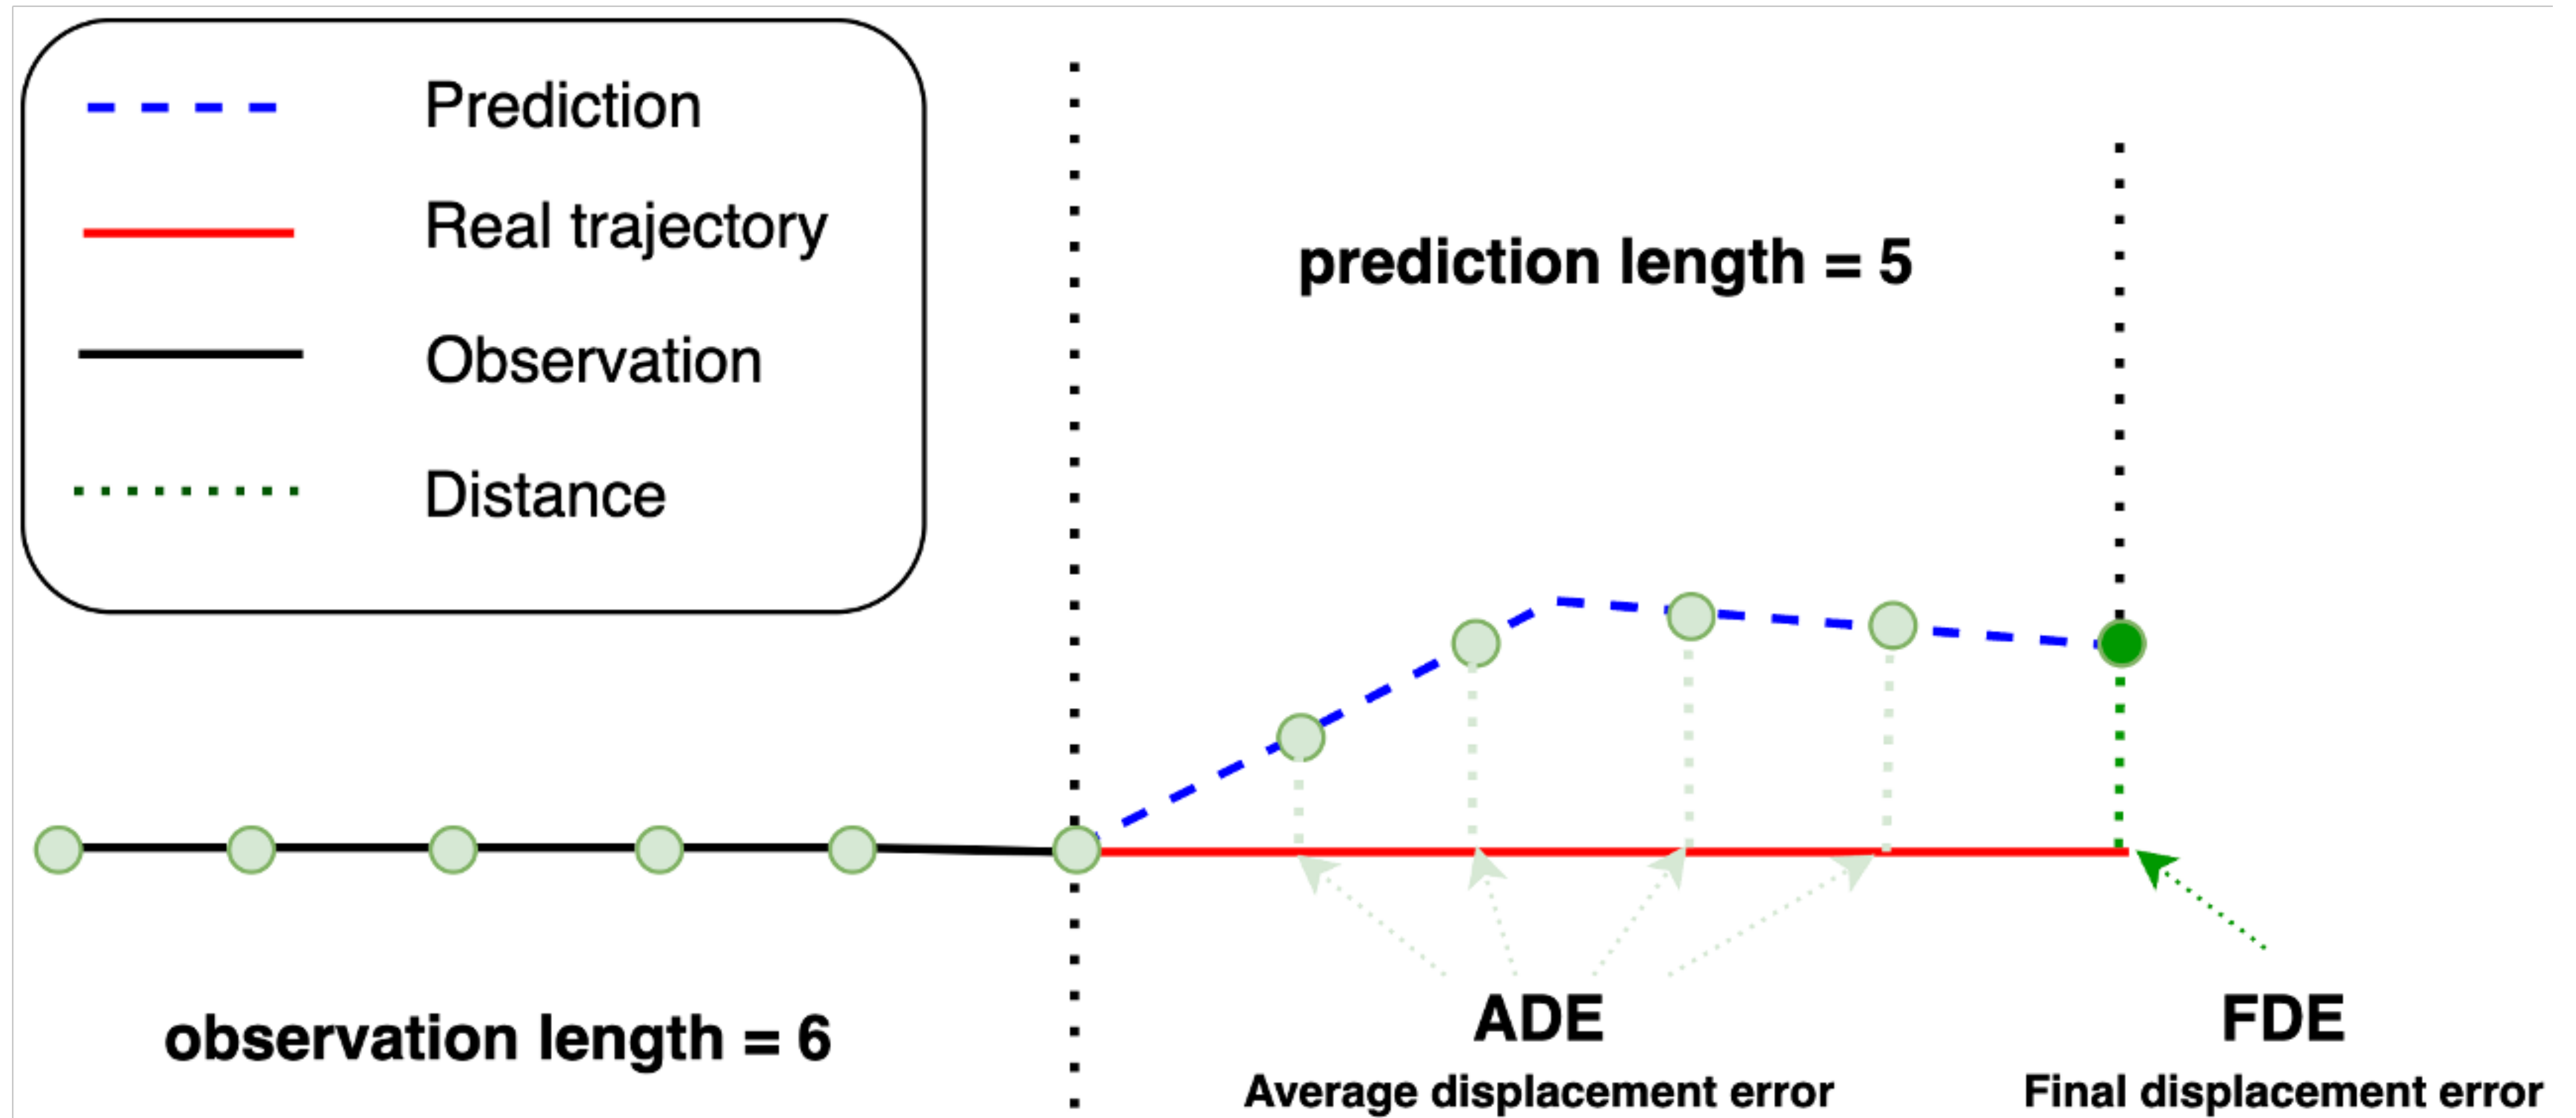 Prediction
Real trajectory
Observation
Distance
prediction length = 5
observation length = 6
ADE
Average displacement error
FDE
Final displacement error